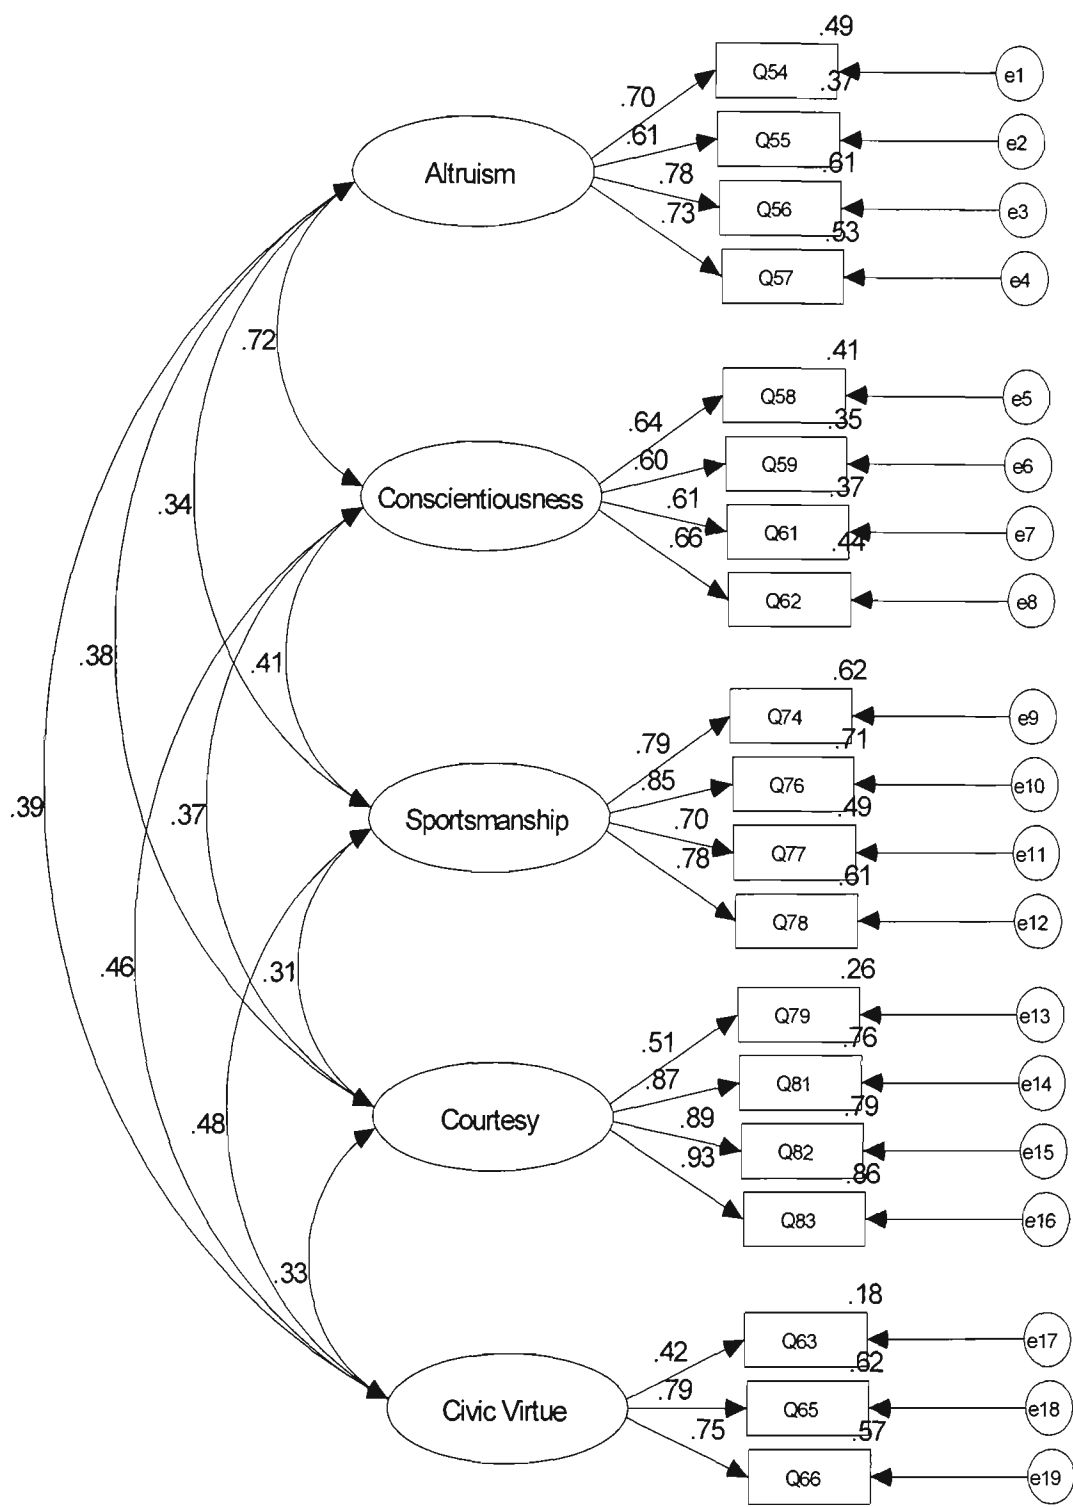 .49
Q54
.37
e1
.70
.61
Q55
.61
e2
Altruism
.78
.73
Q56
.53
e3
Q57
e4
.72
.41
Q58
.35
e5
.64
.60
Q59
.37
e6
Conscientiousness
.61
.66
Q61
.44
e7
.34
Q62
e8
.38
.41
.62
Q74
.71
e9
.79
.85
Q76
.49
e10
.39
.37
Sportsmanship
.70
.78
Q77
.61
e11
Q78
e12
.46
.31
.26
Q79
.76
e13
.51
.87
Q81
.79
e14
.48
Courtesy
.89
.93
Q82
.86
e15
Q83
e16
.33
.18
Q63
.62
e17
.42
.79
Civic Virtue
.75
Q65
.57
e18
Q66
e19